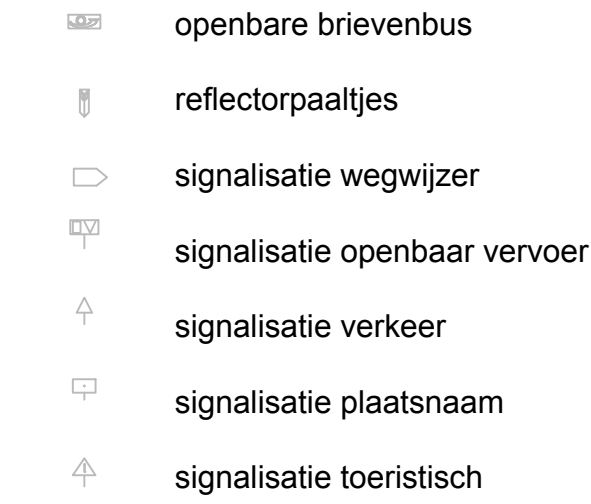 openbare brievenbus
reflectorpaaltjes
signalisatie wegwijzer
signalisatie openbaar vervoer
signalisatie verkeer
signalisatie plaatsnaam
signalisatie toeristisch